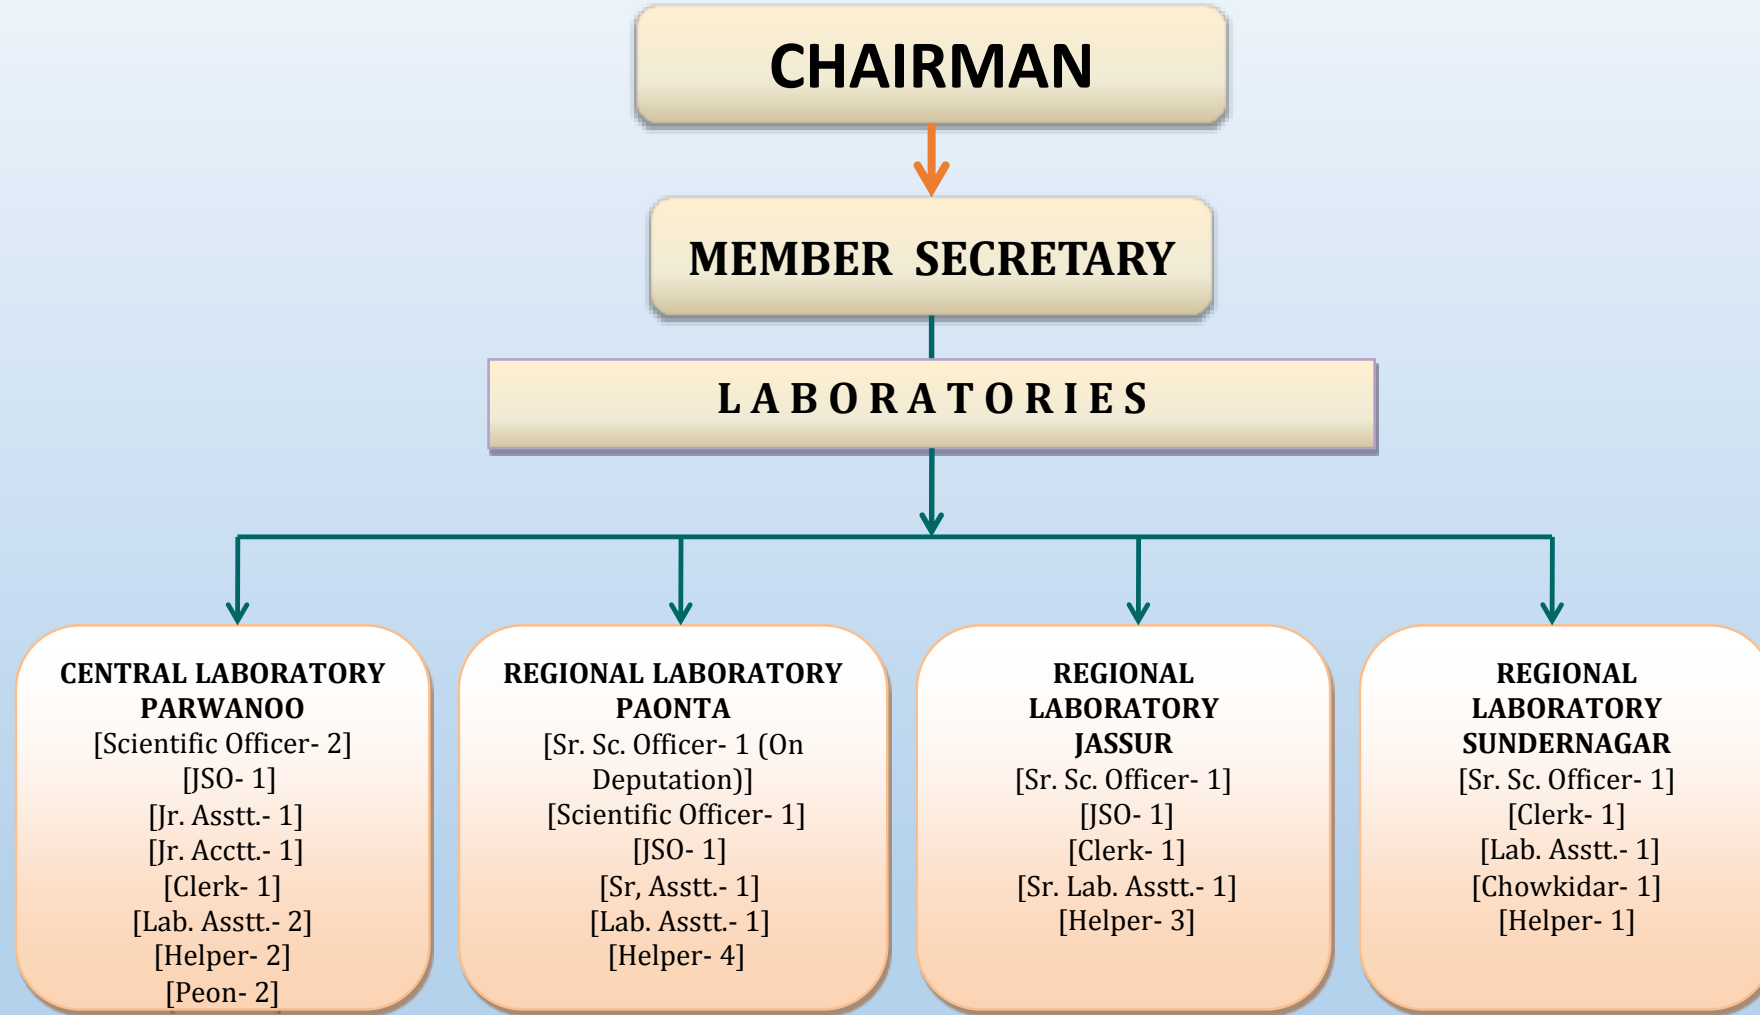 CHAIRMAN
MEMBER SECRETARY
LABORATORIES
CENTRAL LABORATORY
PARWANOO
[Scientific Officer- 2]
[JSO- 1]
[Jr. Asstt.- 1]
[Jr. Acctt.- 1]
[Clerk- 1]
[Lab. Asstt.- 2]
[Helper- 2]
[Peon- 2]
REGIONAL LABORATORY
PAONTA
[Sr. Sc. Officer- 1 (On
Deputation)]
[Scientific Officer- 1]
[JSO- 1]
[Sr, Asstt.- 1]
[Lab. Asstt.- 1]
[Helper- 4]
REGIONAL
LABORATORY
JASSUR
[Sr. Sc. Officer- 1]
[JSO- 1]
[Clerk- 1]
[Sr. Lab. Asstt.- 1]
[Helper- 3]
REGIONAL
LABORATORY
SUNDERNAGAR
[Sr. Sc. Officer- 1]
[Clerk- 1]
[Lab. Asstt.- 1]
[Chowkidar- 1]
[Helper- 1]